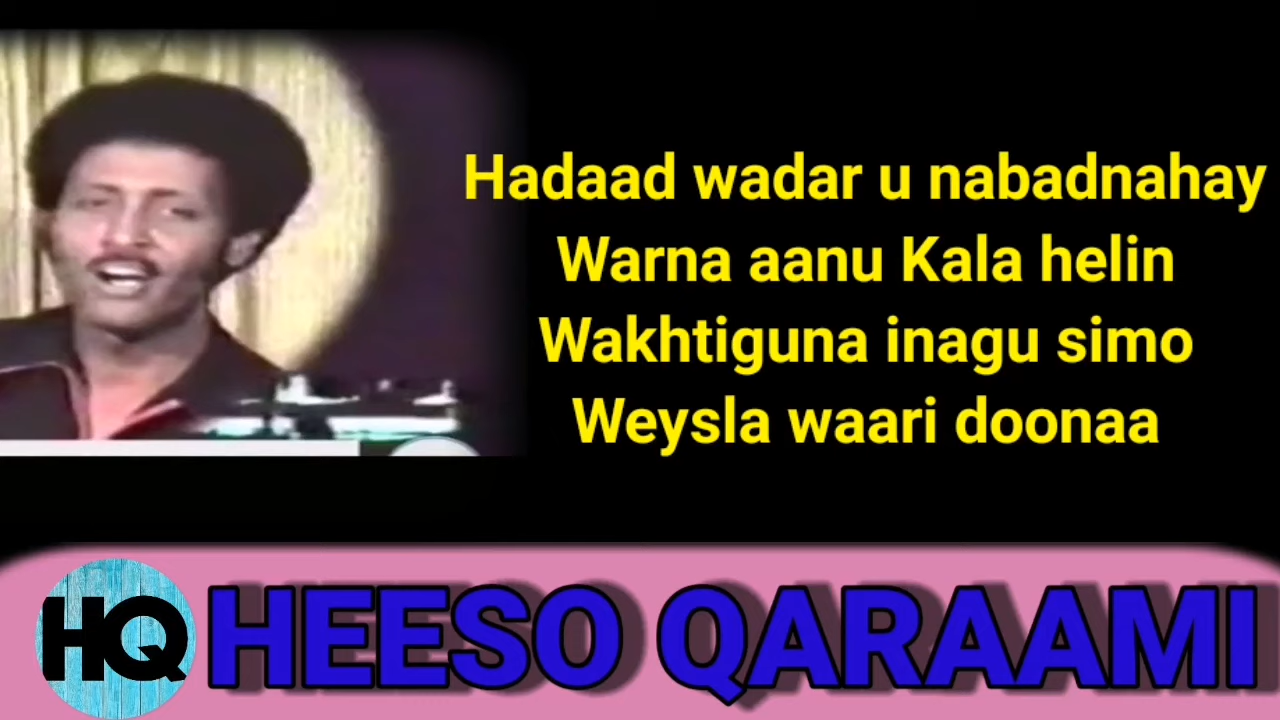 Hadaad wadar u nabadnahay
Warna aanu Kala helin
Wakhtiguna inagu simo
Weysla waari doonaa
HQ HEESO QARAAMI